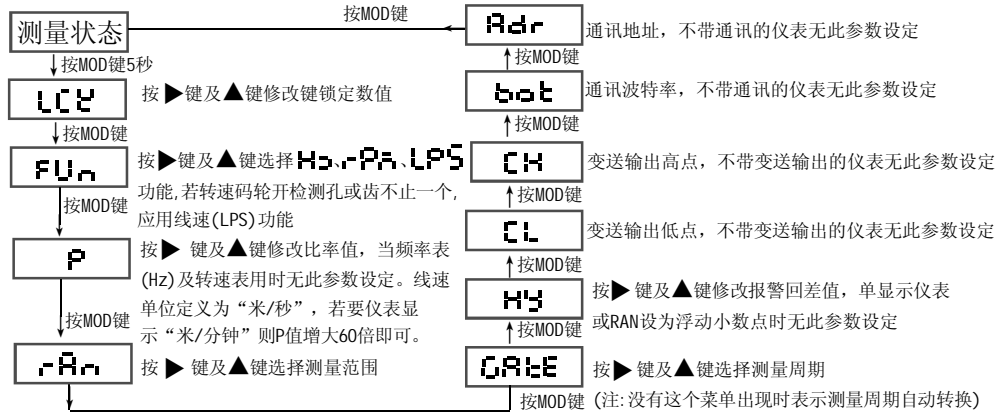 测量状态
按MOD键
按MOD键5秒
LCK
按▶键及▲键修改键锁定数值
按MOD键
FUn
按▶键及▲键选择Hz、rPm、LPS
功能,若转速码轮开检测孔或齿不止一个,
应用线速(LPS)功能
按MOD键
P
按▶ 键及▲键修改比率值，当频率表
(Hz)及转速表用时无此参数设定。线速
单位定义为“米/秒”，若要仪表显
示“米/分钟”则P值增大60倍即可。
按MOD键
rAn
按▶ 键及▲键选择测量范围
按MOD键
GAtE
按▶ 键及▲键选择测量周期
(注:没有这个菜单出现时表示测量周期自动转换)
按MOD键
HY
按▶ 键及▲键修改报警回差值，单显示仪表
或RAN设为浮动小数点时无此参数设定
按MOD键
CL
变送输出低点，不带变送输出的仪表无此参数设定
按MOD键
CH
变送输出高点，不带变送输出的仪表无此参数设定
按MOD键
bat
通讯波特率，不带通讯的仪表无此参数设定
按MOD键
Adr
通讯地址，不带通讯的仪表无此参数设定